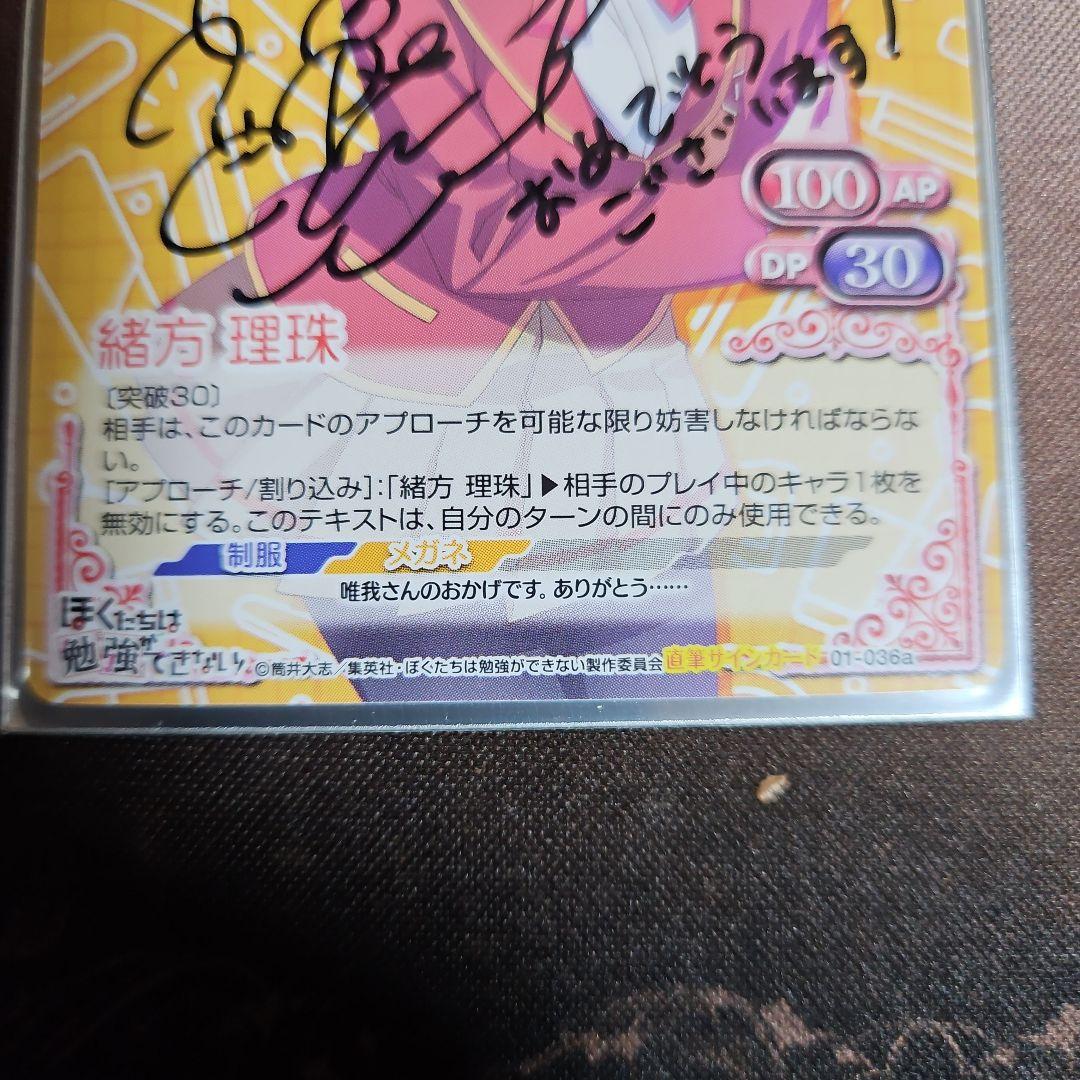 おめでとう
ございます!
100 AP
DP 30
緒方 理珠
[突破30]
相手は、このカードのアプローチを可能な限り妨害しなければならな
い。
[アプローチ/割り込み]:「緒方 理珠」▶相手のプレイ中のキャラ1枚を
無効にする。このテキストは、自分のターンの間にのみ使用できる。
制服 メガネ
唯我さんのおかげです。ありがとう……
ぼくたちは
勉強ができない
©筒井大志/集英社・ぼくたちは勉強ができない製作委員会 直筆サインカード 01-036a